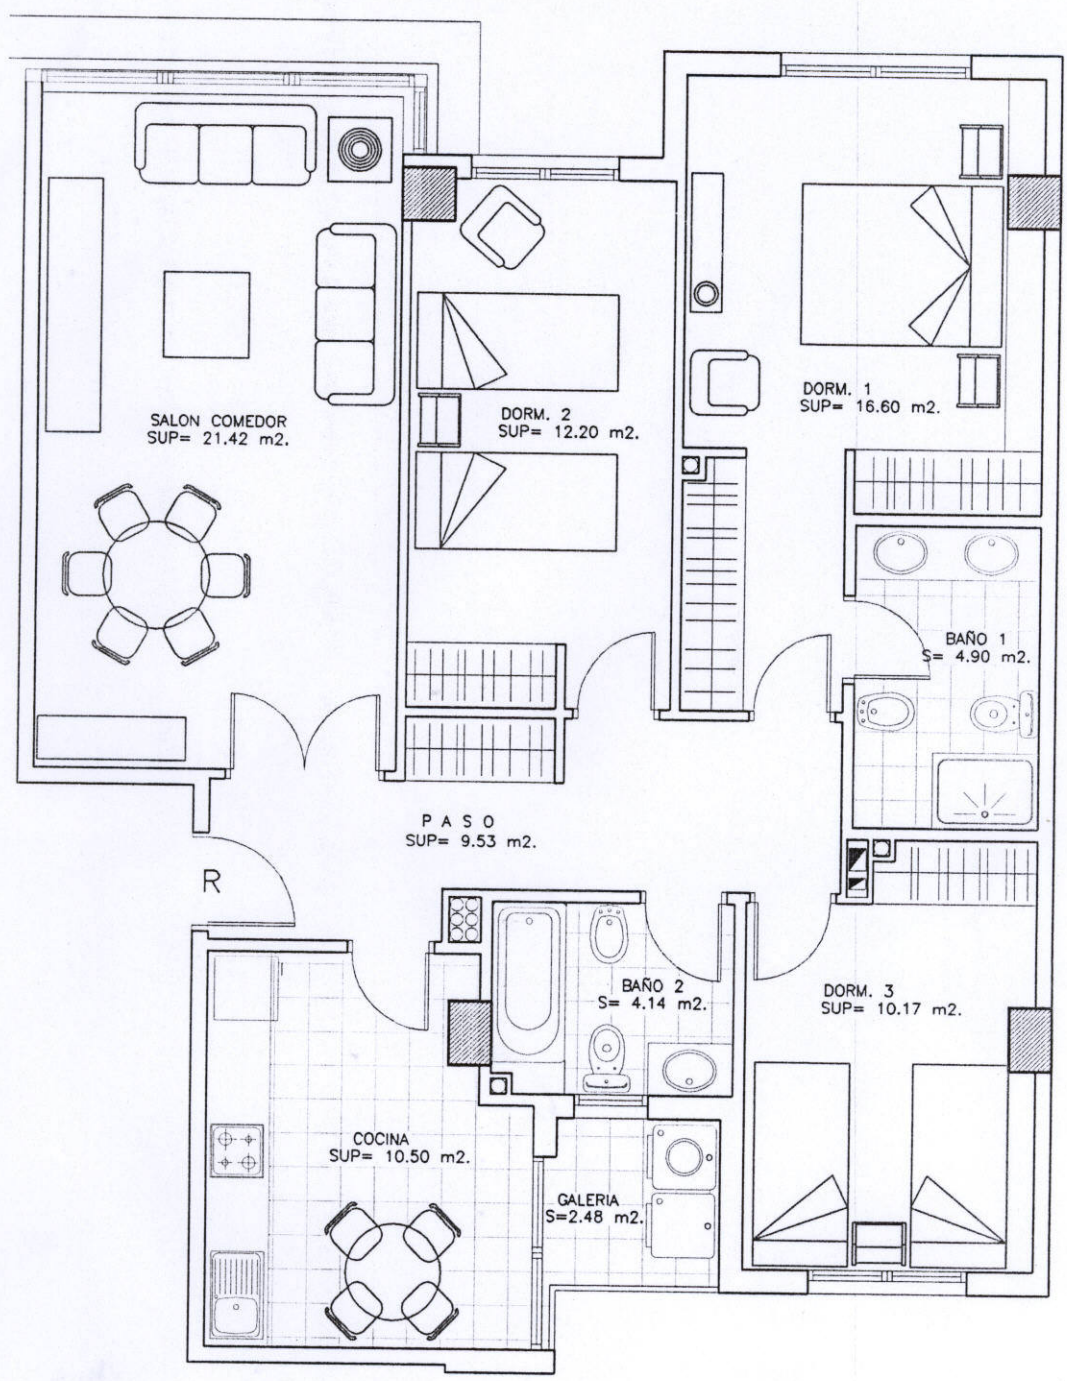 SALON COMEDOR
SUP= 21.42 m2.
DORM. 2
SUP= 12.20 m2.
DORM. 1
SUP= 16.60 m2.
BAÑO 1
S= 4.90 m2.
P A S O
SUP= 9.53 m2.
R
BAÑO 2
S= 4.14 m2.
DORM. 3
SUP= 10.17 m2.
COCINA
SUP= 10.50 m2.
GALERIA
S=2.48 m2.